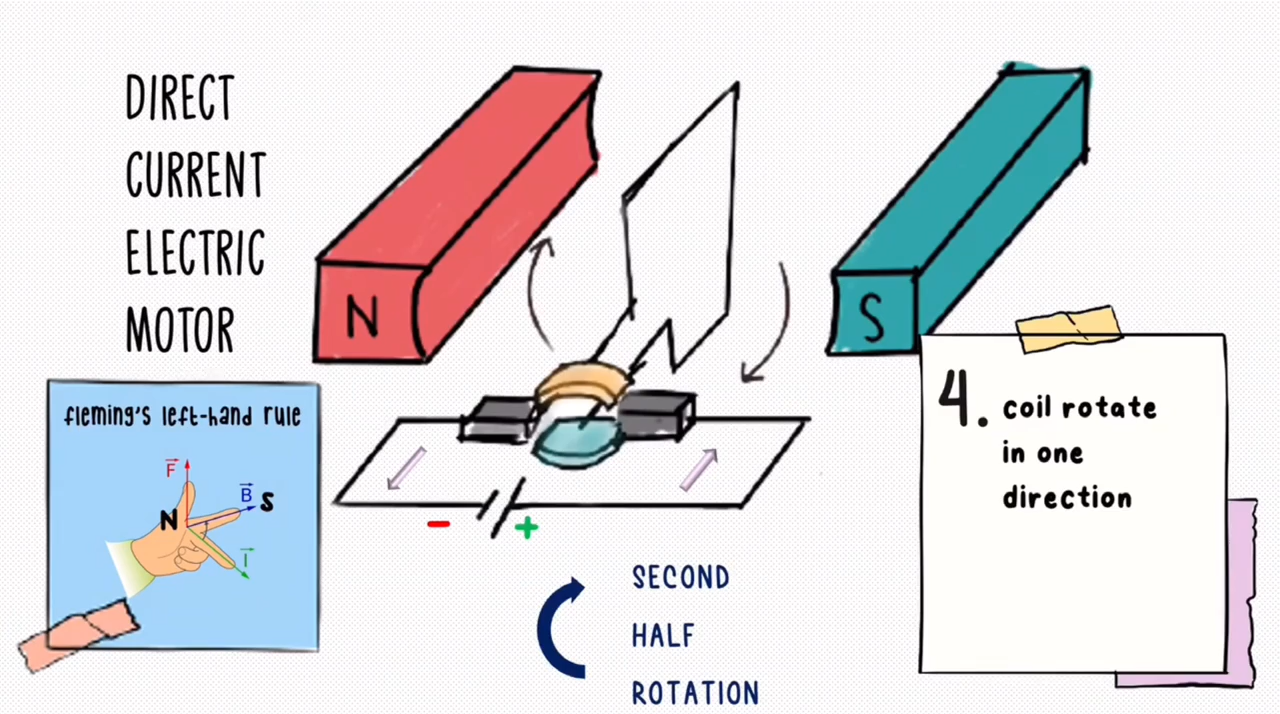 DIRECT
CURRENT
ELECTRIC
MOTOR
N
S
fleming's left-hand rule
F
B
S
N
I
- +
4. coil rotate
in one
direction
SECOND
HALF
ROTATION